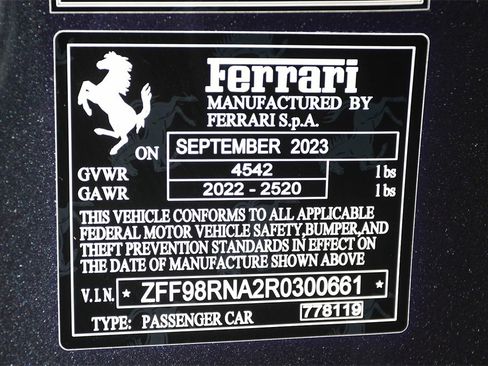 Ferrari
MANUFACTURED BY
FERRARI S.p.A.
ON SEPTEMBER 2023
GVWR 4542 lbs
GAWR 2022 - 2520 lbs
THIS VEHICLE CONFORMS TO ALL APPLICABLE
FEDERAL MOTOR VEHICLE SAFETY,BUMPER,AND
THEFT PREVENTION STANDARDS IN EFFECT ON
THE DATE OF MANUFACTURE SHOWN ABOVE
V.I.N. * ZFF98RNA2R0300661 *
TYPE: PASSENGER CAR 778119